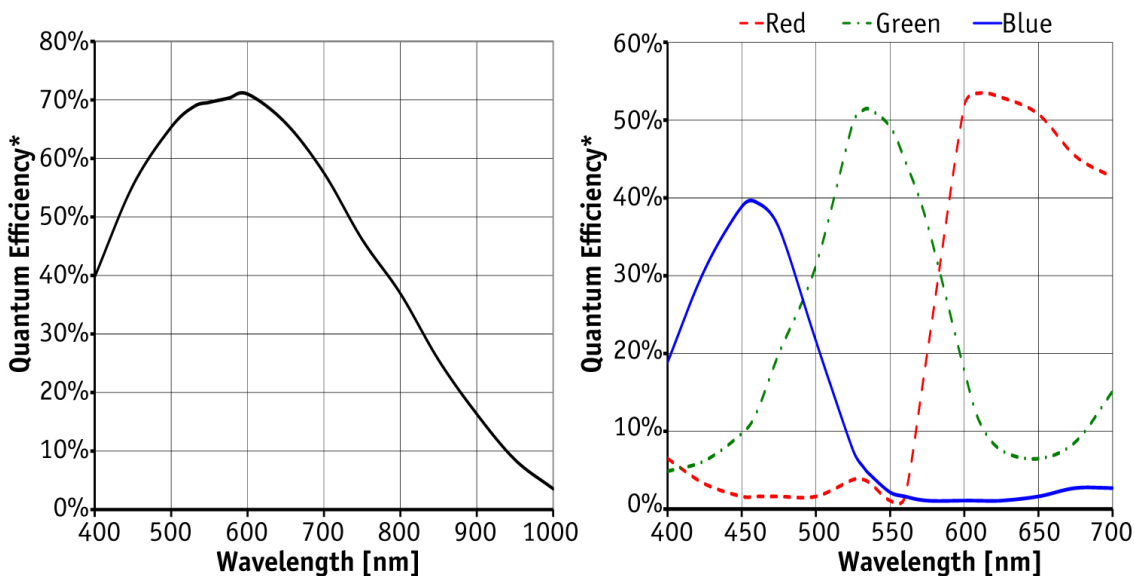 80%
70%
60%
50%
40%
30%
20%
10%
0%
Quantum Efficiency*
400 500 600 700 800 900 1000
Wavelength [nm]
Red Green Blue
60%
50%
40%
30%
20%
10%
0%
Quantum Efficiency*
400 450 500 550 600 650 700
Wavelength [nm]